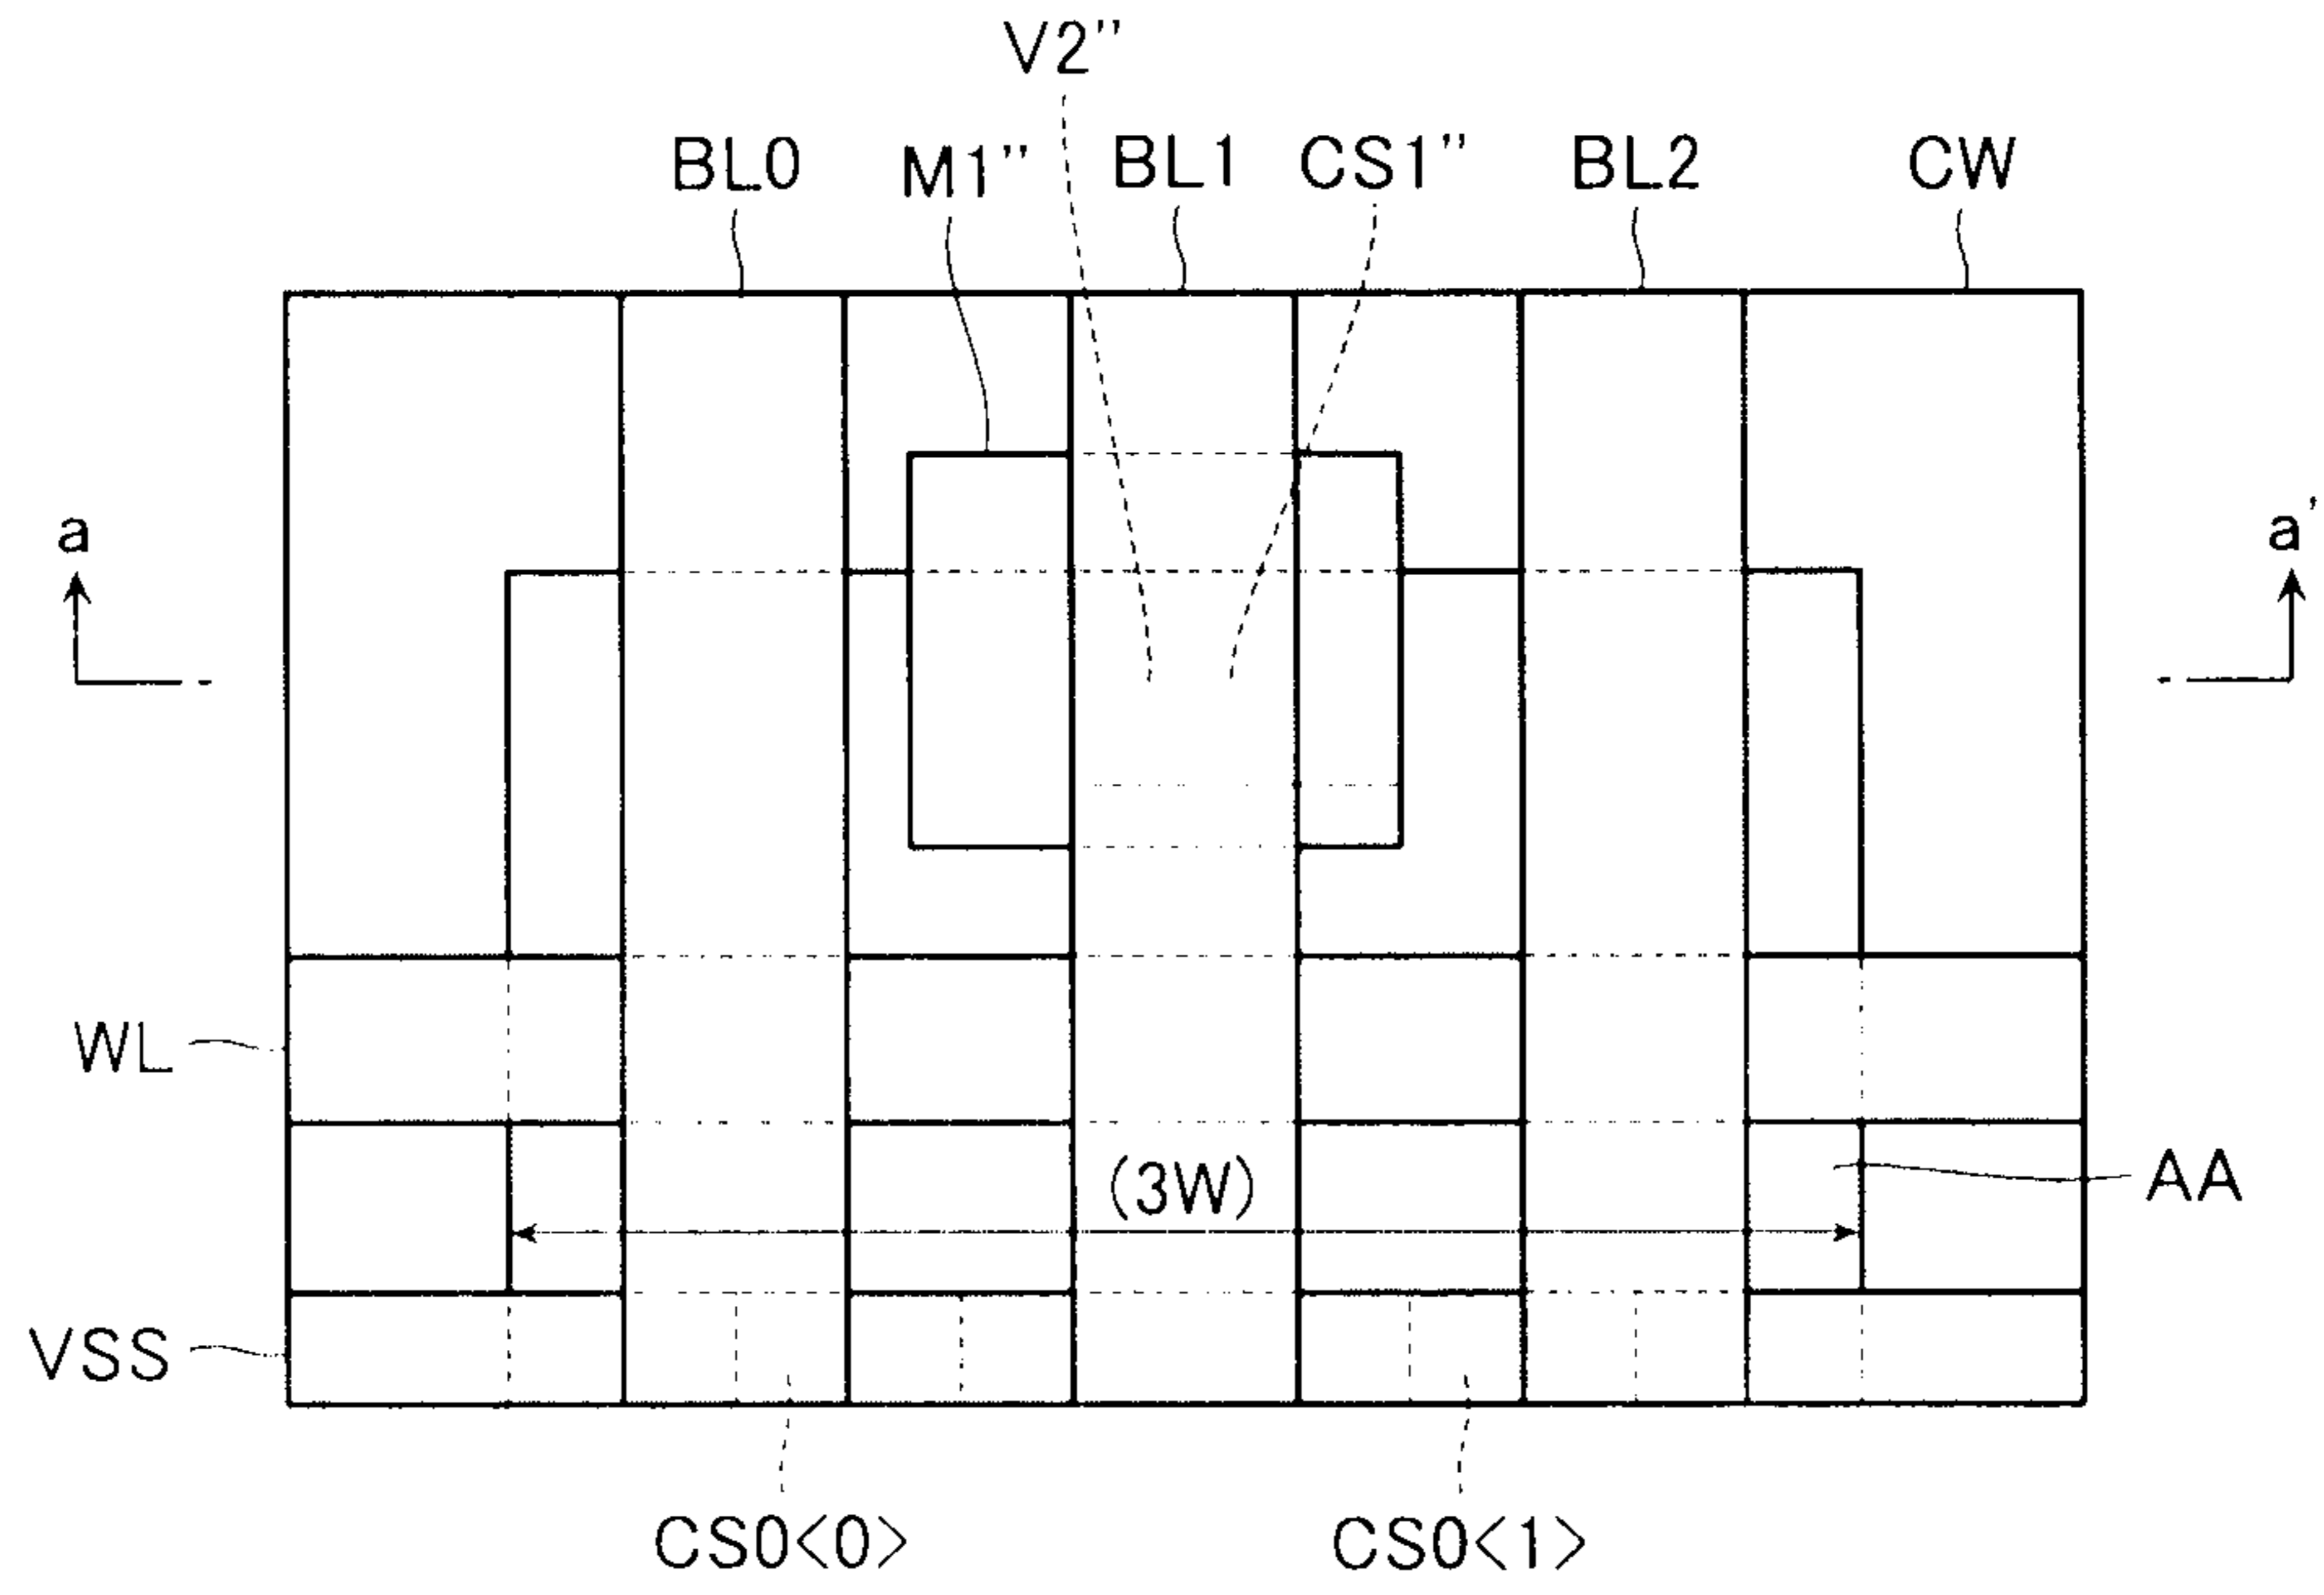 V2”
BL0 M1” BL1 CS1” BL2 CW
a a’
WL
(3W)
AA
VSS
CS0<0> CS0<1>